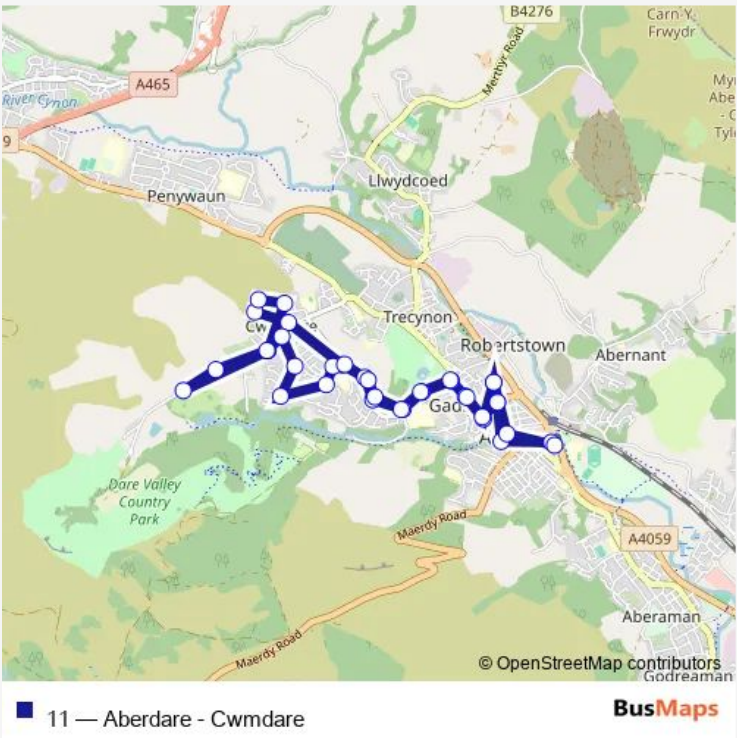 B4276
Carn-Y-
Frwydr
Merthyr Road
A465
River Cynon
9
Llwydcoed
Penywaun
Trecynon
Robertstown
Abernant
Dare Valley
Country
Park
Maerdy Road
A4059
Aberaman
Maerdy Road
© OpenStreetMap contributors
Godreaman
11 — Aberdare - Cwmdare
BusMaps